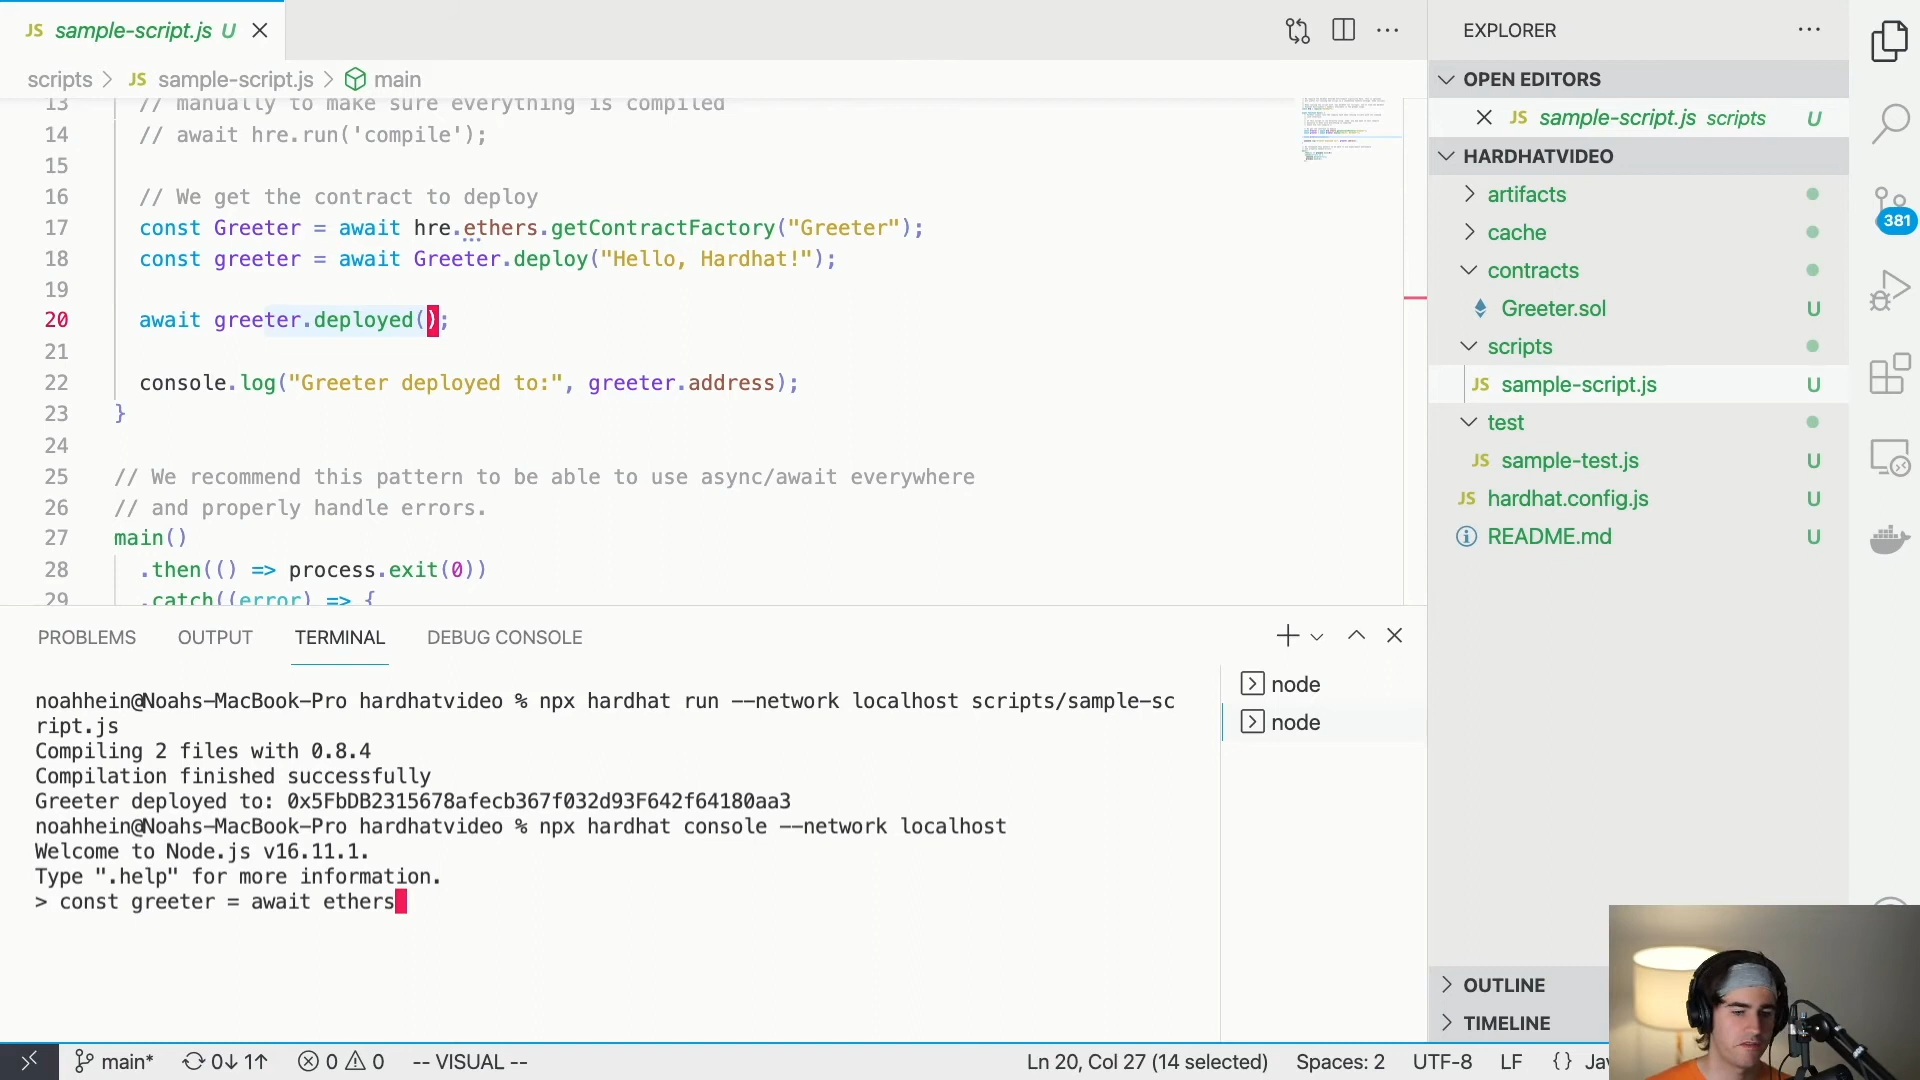 JS sample-script.js U
scripts > JS sample-script.js > main
13 // manually to make sure everything is compiled
14 // await hre.run('compile');
15
16 // We get the contract to deploy
17 const Greeter = await hre.ethers.getContractFactory("Greeter");
18 const greeter = await Greeter.deploy("Hello, Hardhat!");
19
20 await greeter.deployed();
21
22 console.log("Greeter deployed to:", greeter.address);
23 }
24
25 // We recommend this pattern to be able to use async/await everywhere
26 // and properly handle errors.
27 main()
28 .then(() => process.exit(0))
29 .catch((error) => {
PROBLEMS OUTPUT TERMINAL DEBUG CONSOLE
noahhein@Noahs-MacBook-Pro hardhatvideo % npx hardhat run --network localhost scripts/sample-sc
ript.js
Compiling 2 files with 0.8.4
Compilation finished successfully
Greeter deployed to: 0x5FbDB2315678afecb367f032d93F642f64180aa3
noahhein@Noahs-MacBook-Pro hardhatvideo % npx hardhat console --network localhost
Welcome to Node.js v16.11.1.
Type ".help" for more information.
> const greeter = await ethers
node
node
EXPLORER
OPEN EDITORS
JS sample-script.js scripts U
HARDHATVIDEO
artifacts
cache
contracts
Greeter.sol U
scripts
JS sample-script.js U
test
JS sample-test.js U
JS hardhat.config.js U
README.md U
OUTLINE
TIMELINE
381
main* 0↓ 1↑ 0 0 -- VISUAL -- Ln 20, Col 27 (14 selected) Spaces: 2 UTF-8 LF {} Jav